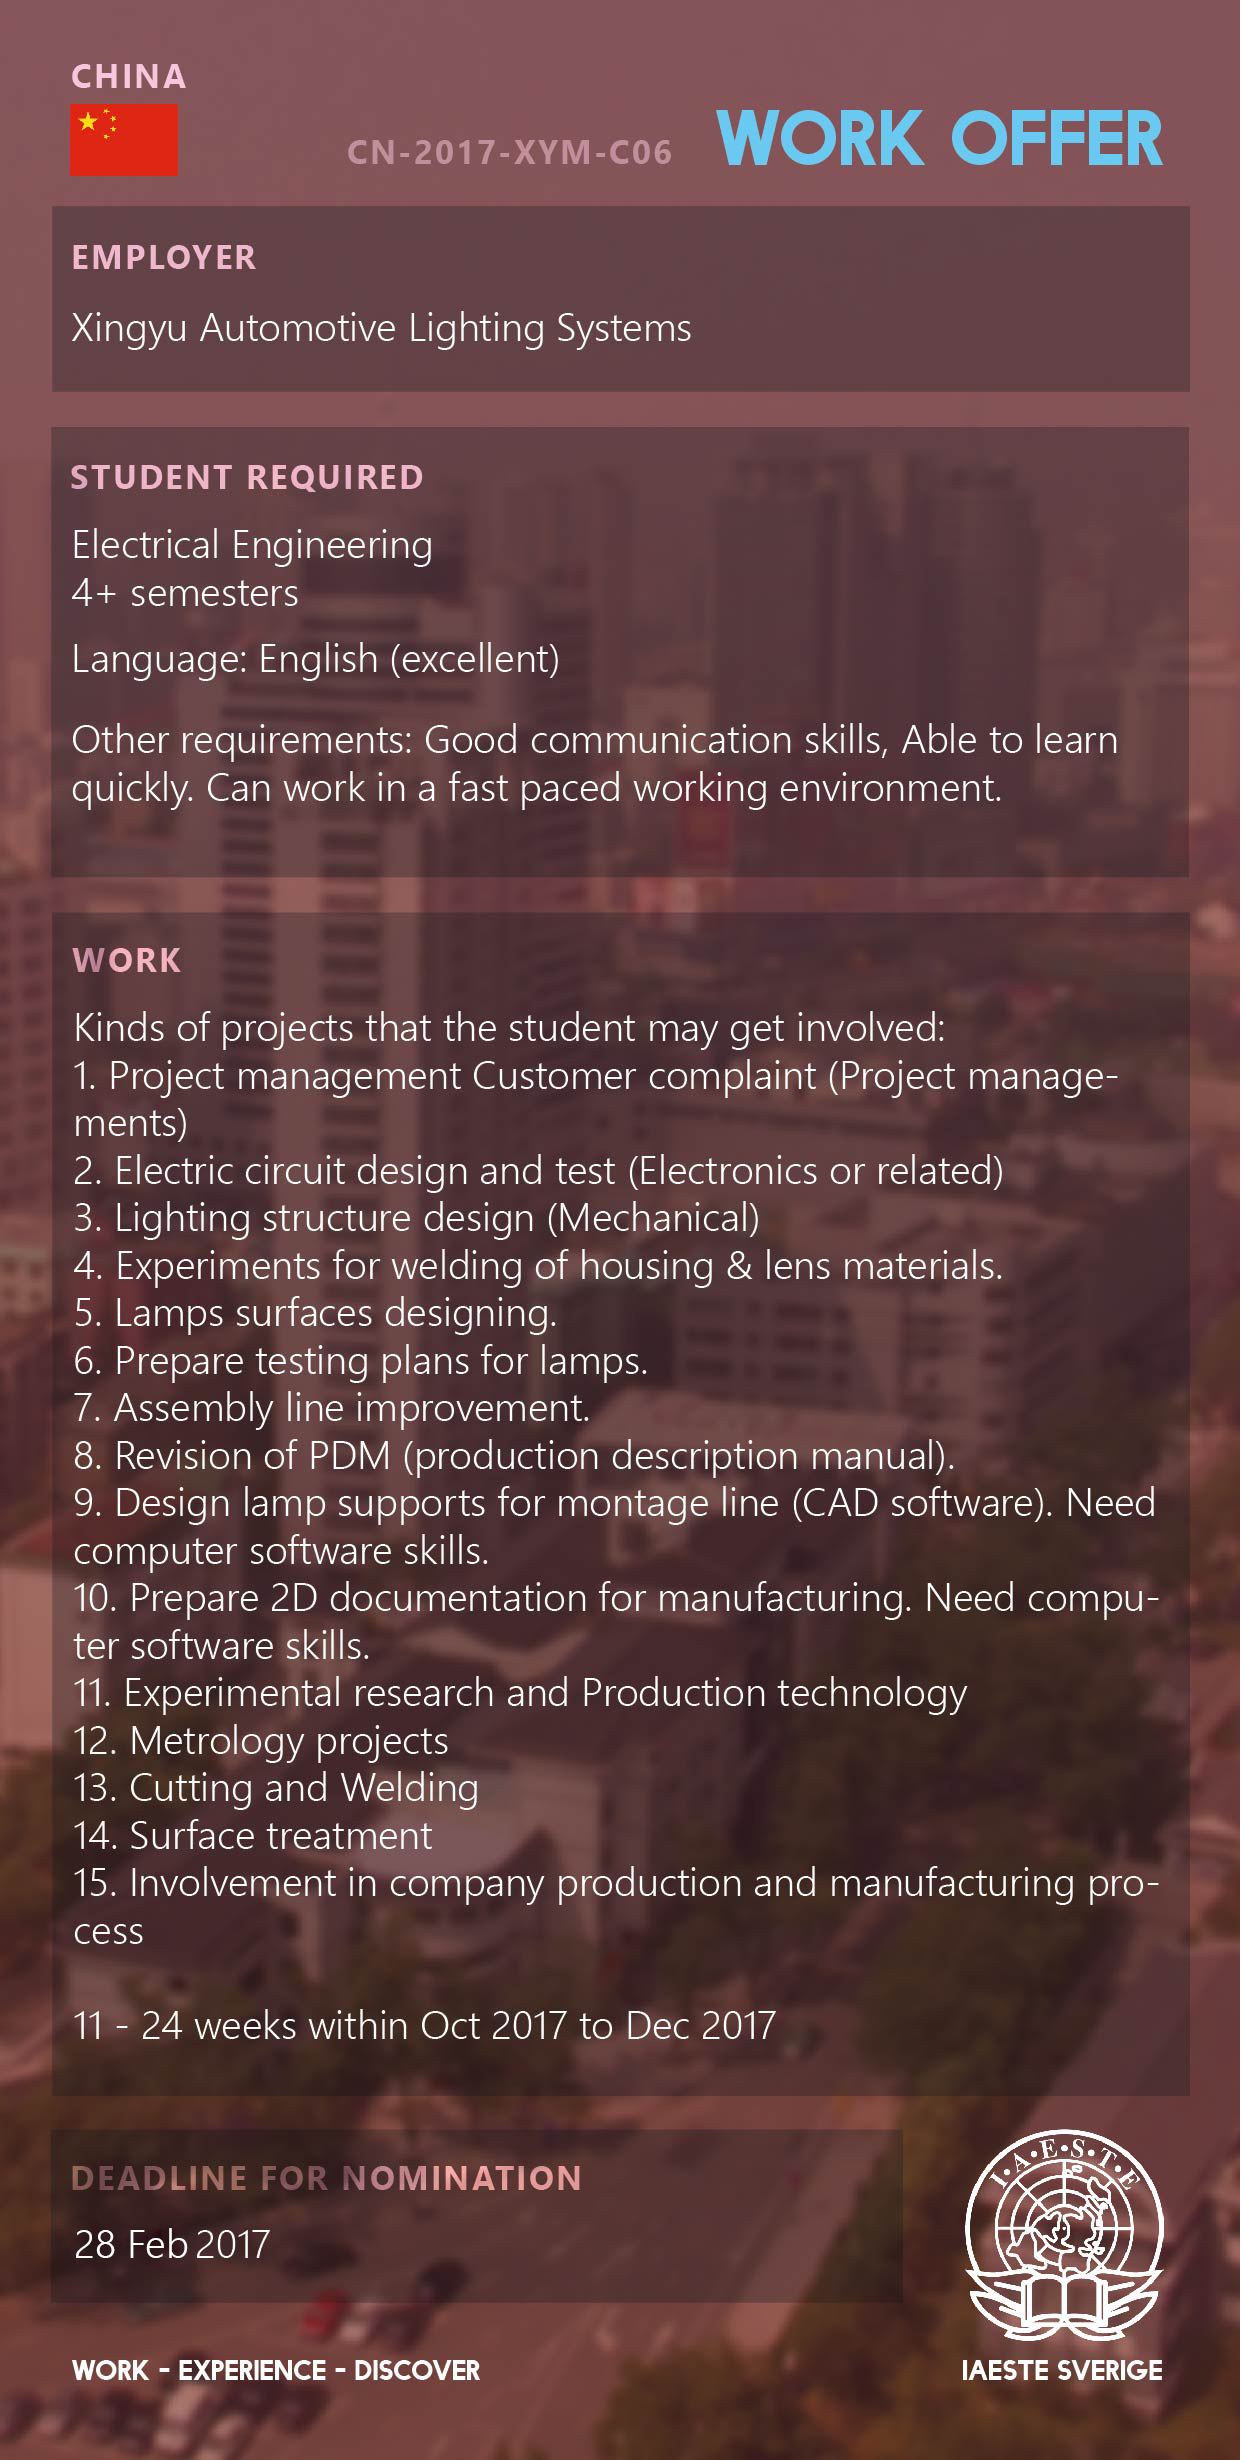 CHINA
CN-2017-XYM-C06
WORK OFFER
EMPLOYER
Xingyu Automotive Lighting Systems
STUDENT REQUIRED
Electrical Engineering
4+ semesters
Language: English (excellent)
Other requirements: Good communication skills, Able to learn
quickly. Can work in a fast paced working environment.
WORK
Kinds of projects that the student may get involved:
1. Project management Customer complaint (Project manage-
ments)
2. Electric circuit design and test (Electronics or related)
3. Lighting structure design (Mechanical)
4. Experiments for welding of housing & lens materials.
5. Lamps surfaces designing.
6. Prepare testing plans for lamps.
7. Assembly line improvement.
8. Revision of PDM (production description manual).
9. Design lamp supports for montage line (CAD software). Need
computer software skills.
10. Prepare 2D documentation for manufacturing. Need compu-
ter software skills.
11. Experimental research and Production technology
12. Metrology projects
13. Cutting and Welding
14. Surface treatment
15. Involvement in company production and manufacturing pro-
cess
11 - 24 weeks within Oct 2017 to Dec 2017
DEADLINE FOR NOMINATION
28 Feb 2017
I·A·E·S·T·E
WORK - EXPERIENCE - DISCOVER
IAESTE SVERIGE